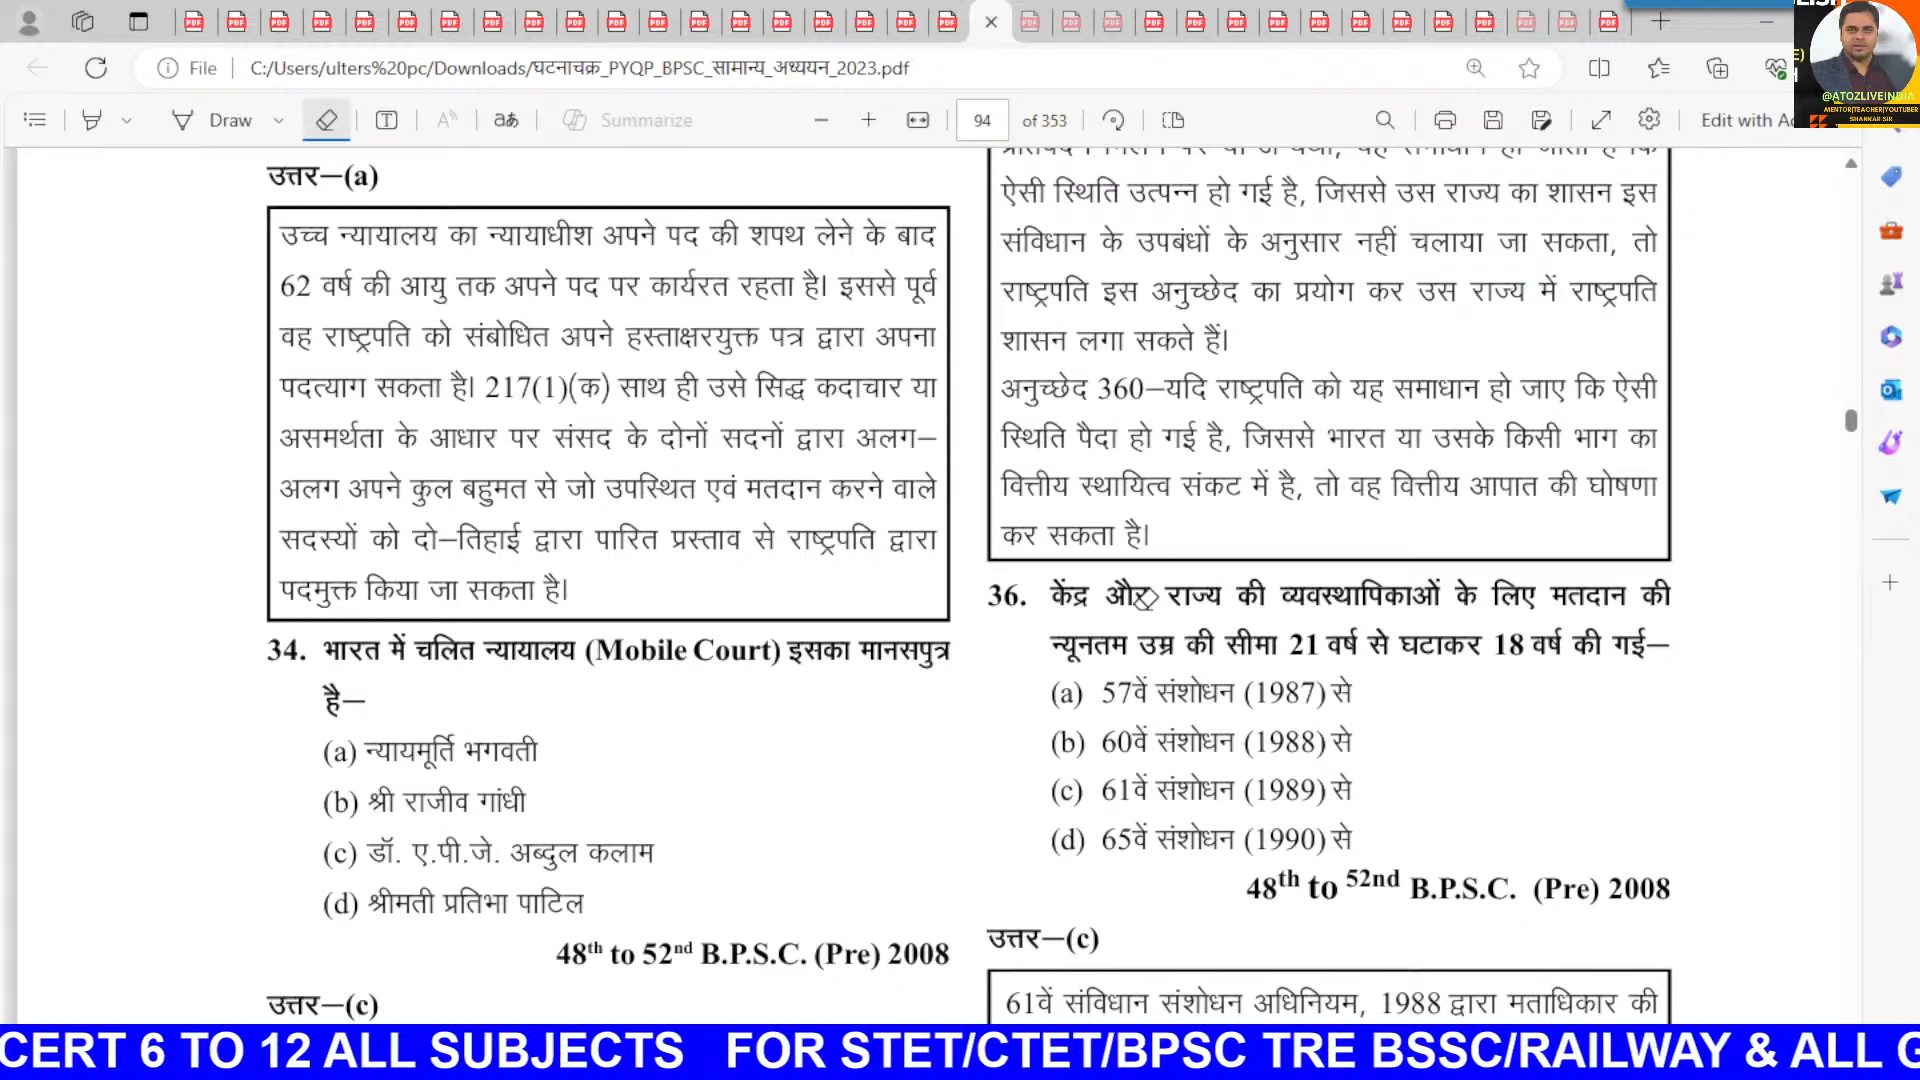 File C:/Users/ulters%20pc/Downloads/घटनाचक्र_PYQP_BPSC_सामान्य_अध्ययन_2023.pdf
Draw
Summarize
94 of 353
Edit with
@ATOZLIVEINDIA
MENTOR|TEACHER|YOUTUBER
SHANKAR SIR
उत्तर–(a)
उच्च न्यायालय का न्यायाधीश अपने पद की शपथ लेने के बाद
62 वर्ष की आयु तक अपने पद पर कार्यरत रहता है। इससे पूर्व
वह राष्ट्रपति को संबोधित अपने हस्ताक्षरयुक्त पत्र द्वारा अपना
पदत्याग सकता है। 217(1)(क) साथ ही उसे सिद्ध कदाचार या
असमर्थता के आधार पर संसद के दोनों सदनों द्वारा अलग–
अलग अपने कुल बहुमत से जो उपस्थित एवं मतदान करने वाले
सदस्यों को दो–तिहाई द्वारा पारित प्रस्ताव से राष्ट्रपति द्वारा
पदमुक्त किया जा सकता है।
34. भारत में चलित न्यायालय (Mobile Court) इसका मानसपुत्र
है–
(a) न्यायमूर्ति भगवती
(b) श्री राजीव गांधी
(c) डॉ. ए.पी.जे. अब्दुल कलाम
(d) श्रीमती प्रतिभा पाटिल
48th to 52nd B.P.S.C. (Pre) 2008
उत्तर–(c)
ऐसी स्थिति उत्पन्न हो गई है, जिससे उस राज्य का शासन इस
संविधान के उपबंधों के अनुसार नहीं चलाया जा सकता, तो
राष्ट्रपति इस अनुच्छेद का प्रयोग कर उस राज्य में राष्ट्रपति
शासन लगा सकते हैं।
अनुच्छेद 360–यदि राष्ट्रपति को यह समाधान हो जाए कि ऐसी
स्थिति पैदा हो गई है, जिससे भारत या उसके किसी भाग का
वित्तीय स्थायित्व संकट में है, तो वह वित्तीय आपात की घोषणा
कर सकता है।
36. केंद्र और राज्य की व्यवस्थापिकाओं के लिए मतदान की
न्यूनतम उम्र की सीमा 21 वर्ष से घटाकर 18 वर्ष की गई–
(a) 57वें संशोधन (1987) से
(b) 60वें संशोधन (1988) से
(c) 61वें संशोधन (1989) से
(d) 65वें संशोधन (1990) से
48th to 52nd B.P.S.C. (Pre) 2008
उत्तर–(c)
61वें संविधान संशोधन अधिनियम, 1988 द्वारा मताधिकार की
CERT 6 TO 12 ALL SUBJECTS FOR STET/CTET/BPSC TRE BSSC/RAILWAY & ALL G